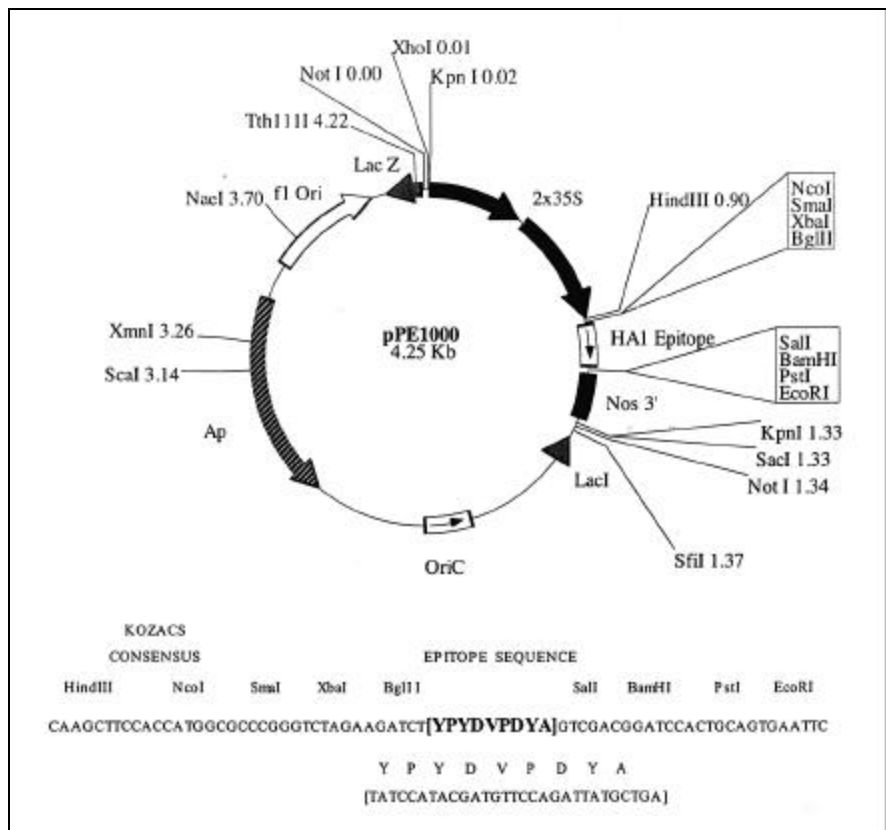 XhoI 0.01
Not I 0.00
Kpn I 0.02
Tth111I 4.22
Lac Z
2x35S
HindIII 0.90
NcoI
SmaI
XbaI
BglII
NaeI 3.70
f1 Ori
pPE1000
4.25 Kb
HA1 Epitope
SalI
BamHI
PstI
EcoRI
XmnI 3.26
ScaI 3.14
Nos 3'
Ap
KpnI 1.33
SacI 1.33
Not I 1.34
LacI
SfiI 1.37
OriC
KOZACS
CONSENSUS
EPITOPE SEQUENCE
HindIII NcoI SmaI XbaI BglII I SalI BamHI PstI EcoRI
CAAGCTTCCACCATGGCGCCCGGGTCTAGAAGATCT[YPYDVPDYA]GTCGACGGATCCACTGCAGTGAATTC
Y P Y D V P D Y A
[TATCCATACGATGTTCCAGATTATGCTGA]